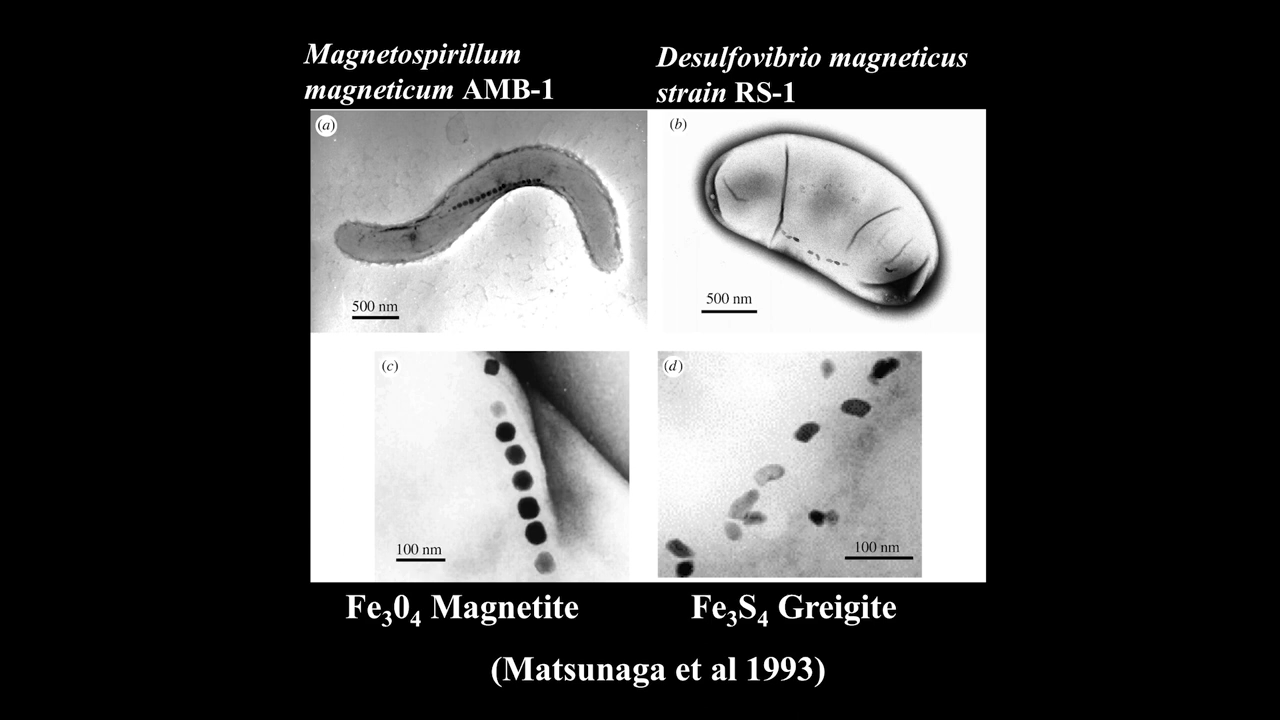 Magnetospirillum
magneticum AMB-1
Desulfovibrio magneticus
strain RS-1
(a)
(b)
500 nm
500 nm
(c)
(d)
100 nm
100 nm
Fe₃0₄ Magnetite
Fe₃S₄ Greigite
(Matsunaga et al 1993)